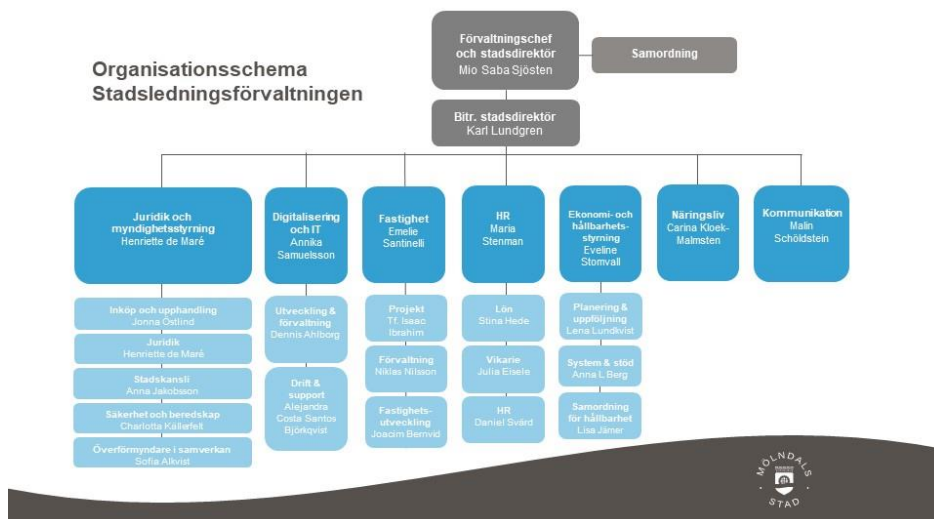 Organisationsschema
Stadsledningsförvaltningen
Förvaltningschef
och stadsdirektör
Mio Saba Sjösten
Samordning
Bitr. stadsdirektör
Karl Lundgren
Juridik och
myndighetsstyrning
Henriette de Maré
Digitalisering
och IT
Annika
Samuelsson
Fastighet
Emelie
Santinelli
HR
Maria
Stenman
Ekonomi- och
hållbarhets-
styrning
Eveline
Stomvall
Näringsliv
Carina Kloek-
Malmsten
Kommunikation
Malin
Schöldstein
Inköp och upphandling
Jonna Östlind
Juridik
Henriette de Maré
Stadskansli
Anna Jakobsson
Säkerhet och beredskap
Charlotta Källerfelt
Överförmyndare i samverkan
Sofia Alkvist
Utveckling &
förvaltning
Dennis Ahlborg
Drift &
support
Alejandra
Costa Santos
Björkqvist
Projekt
Tf. Isaac
Ibrahim
Förvaltning
Niklas Nilsson
Fastighets-
utveckling
Joacim Bernvid
Lön
Stina Hede
Vikarie
Julia Eisele
HR
Daniel Svärd
Planering &
uppföljning
Lena Lundkvist
System & stöd
Anna L Berg
Samordning
för hållbarhet
Lisa Järner
MÖLNDALS
STAD